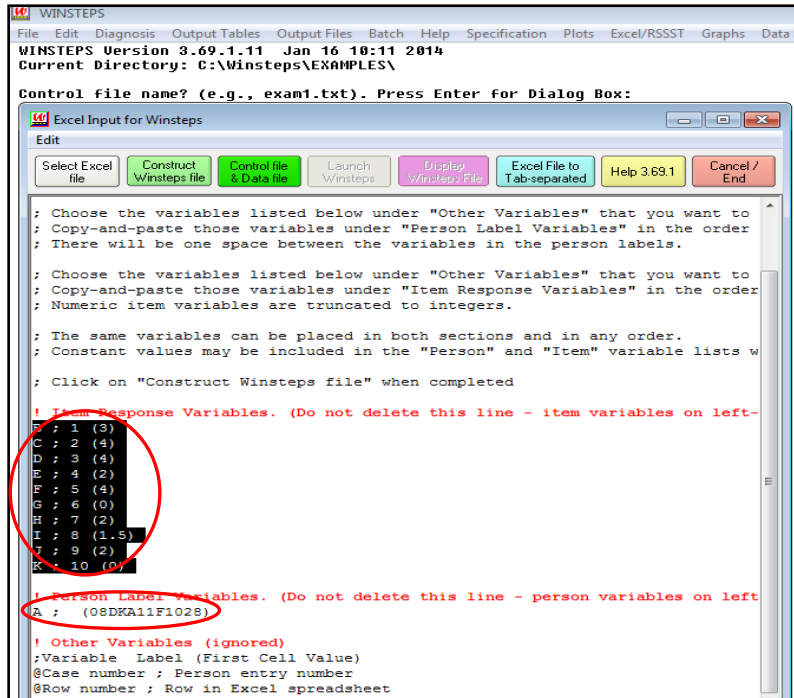 WINSTEPS
File Edit Diagnosis Output Tables Output Files Batch Help Specification Plots Excel/RSSST Graphs Data
WINSTEPS Version 3.69.1.11 Jan 16 10:11 2014
Current Directory: C:\Winsteps\EXAMPLES\
Control file name? (e.g., exam1.txt). Press Enter for Dialog Box:
Excel Input for Winsteps
Edit
Select Excel file
Construct Winsteps file
Control file & Data file
Launch Winsteps
Display Winsteps File
Excel File to Tab-separated
Help 3.69.1
Cancel / End
; Choose the variables listed below under "Other Variables" that you want to
; Copy-and-paste those variables under "Person Label Variables" in the order
; There will be one space between the variables in the person labels.
; Choose the variables listed below under "Other Variables" that you want to
; Copy-and-paste those variables under "Item Response Variables" in the order
; Numeric item variables are truncated to integers.
; The same variables can be placed in both sections and in any order.
; Constant values may be included in the "Person" and "Item" variable lists w
; Click on "Construct Winsteps file" when completed
! Item Response Variables. (Do not delete this line - item variables on left-
B ; 1 (3)
C ; 2 (4)
D ; 3 (4)
E ; 4 (2)
F ; 5 (4)
G ; 6 (0)
H ; 7 (2)
I ; 8 (1.5)
J ; 9 (2)
K ; 10 (0)
! Person Label Variables. (Do not delete this line - person variables on left
A ; (08DKA11F1028)
! Other Variables (ignored)
;Variable Label (First Cell Value)
@Case number ; Person entry number
@Row number ; Row in Excel spreadsheet